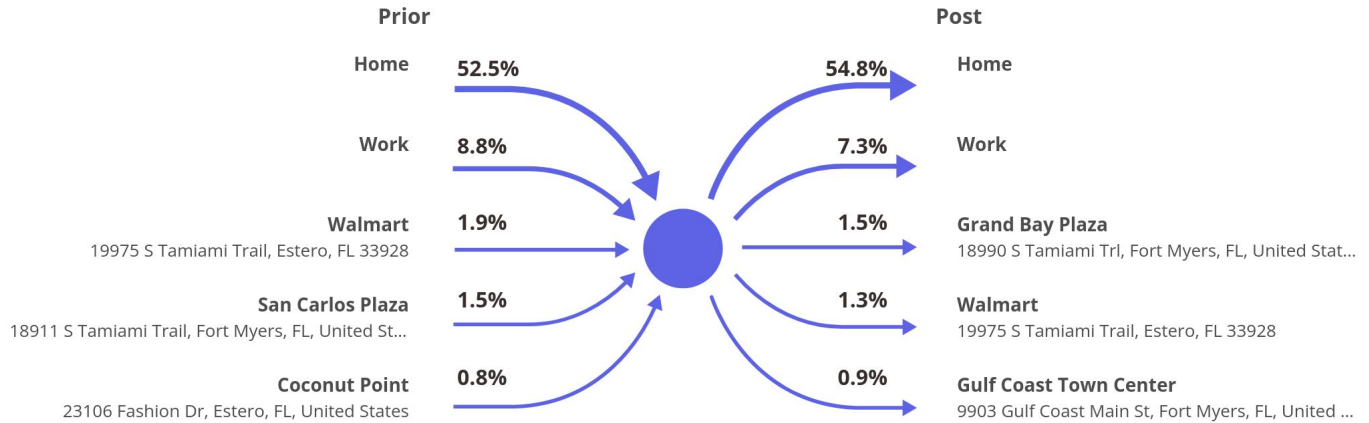 Prior
Post
Home
52.5%
54.8%
Home
Work
8.8%
7.3%
Work
Walmart
19975 S Tamiami Trail, Estero, FL 33928
1.9%
1.5%
Grand Bay Plaza
18990 S Tamiami Trl, Fort Myers, FL, United Stat...
San Carlos Plaza
18911 S Tamiami Trail, Fort Myers, FL, United St...
1.5%
1.3%
Walmart
19975 S Tamiami Trail, Estero, FL 33928
Coconut Point
23106 Fashion Dr, Estero, FL, United States
0.8%
0.9%
Gulf Coast Town Center
9903 Gulf Coast Main St, Fort Myers, FL, United ...